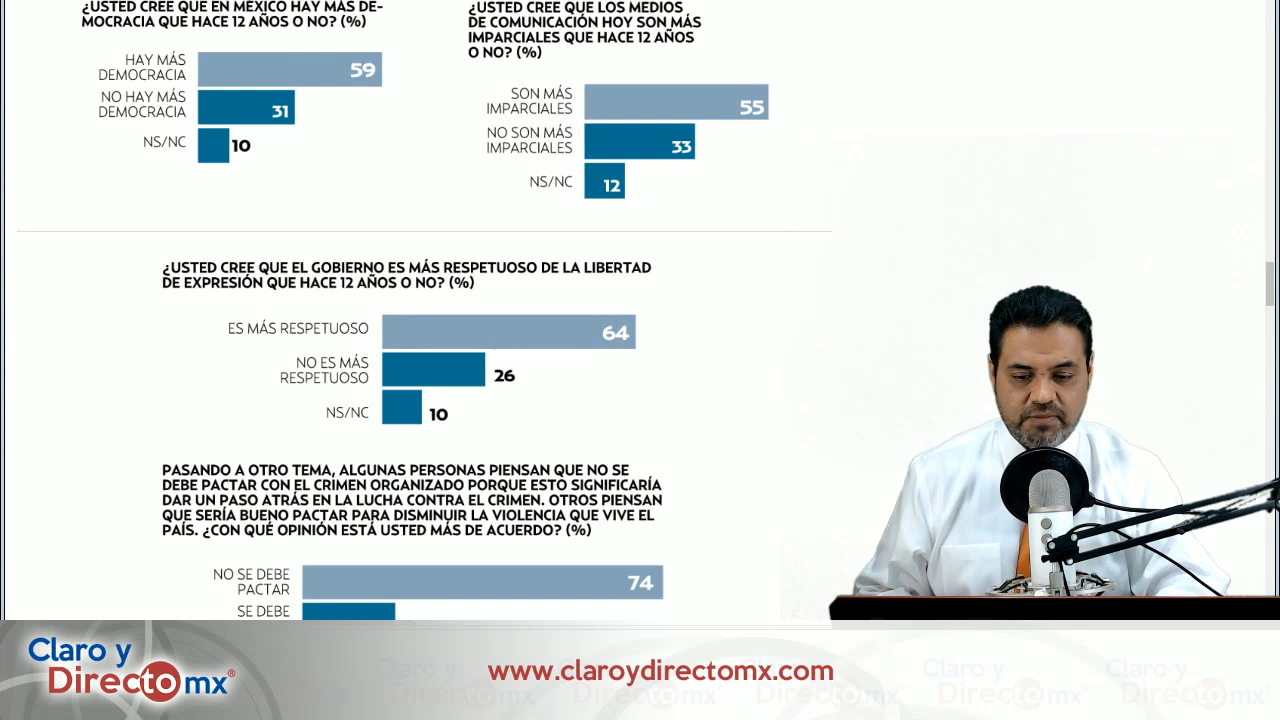 ¿USTED CREE QUE EN MÉXICO HAY MÁS DE-
MOCRACIA QUE HACE 12 AÑOS O NO? (%)
HAY MÁS
DEMOCRACIA
59
NO HAY MÁS
DEMOCRACIA
31
NS/NC
10
¿USTED CREE QUE LOS MEDIOS
DE COMUNICACIÓN HOY SON MÁS
IMPARCIALES QUE HACE 12 AÑOS
O NO? (%)
SON MÁS
IMPARCIALES
55
NO SON MÁS
IMPARCIALES
33
NS/NC
12
¿USTED CREE QUE EL GOBIERNO ES MÁS RESPETUOSO DE LA LIBERTAD
DE EXPRESIÓN QUE HACE 12 AÑOS O NO? (%)
ES MÁS RESPETUOSO
64
NO ES MÁS
RESPETUOSO
26
NS/NC
10
PASANDO A OTRO TEMA, ALGUNAS PERSONAS PIENSAN QUE NO SE
DEBE PACTAR CON EL CRIMEN ORGANIZADO PORQUE ESTO SIGNIFICARÍA
DAR UN PASO ATRÁS EN LA LUCHA CONTRA EL CRIMEN. OTROS PIENSAN
QUE SERÍA BUENO PACTAR PARA DISMINUIR LA VIOLENCIA QUE VIVE EL
PAÍS. ¿CON QUÉ OPINIÓN ESTÁ USTED MÁS DE ACUERDO? (%)
NO SE DEBE
PACTAR
74
SE DEBE
Claro y
Directomx®
www.claroydirectomx.com